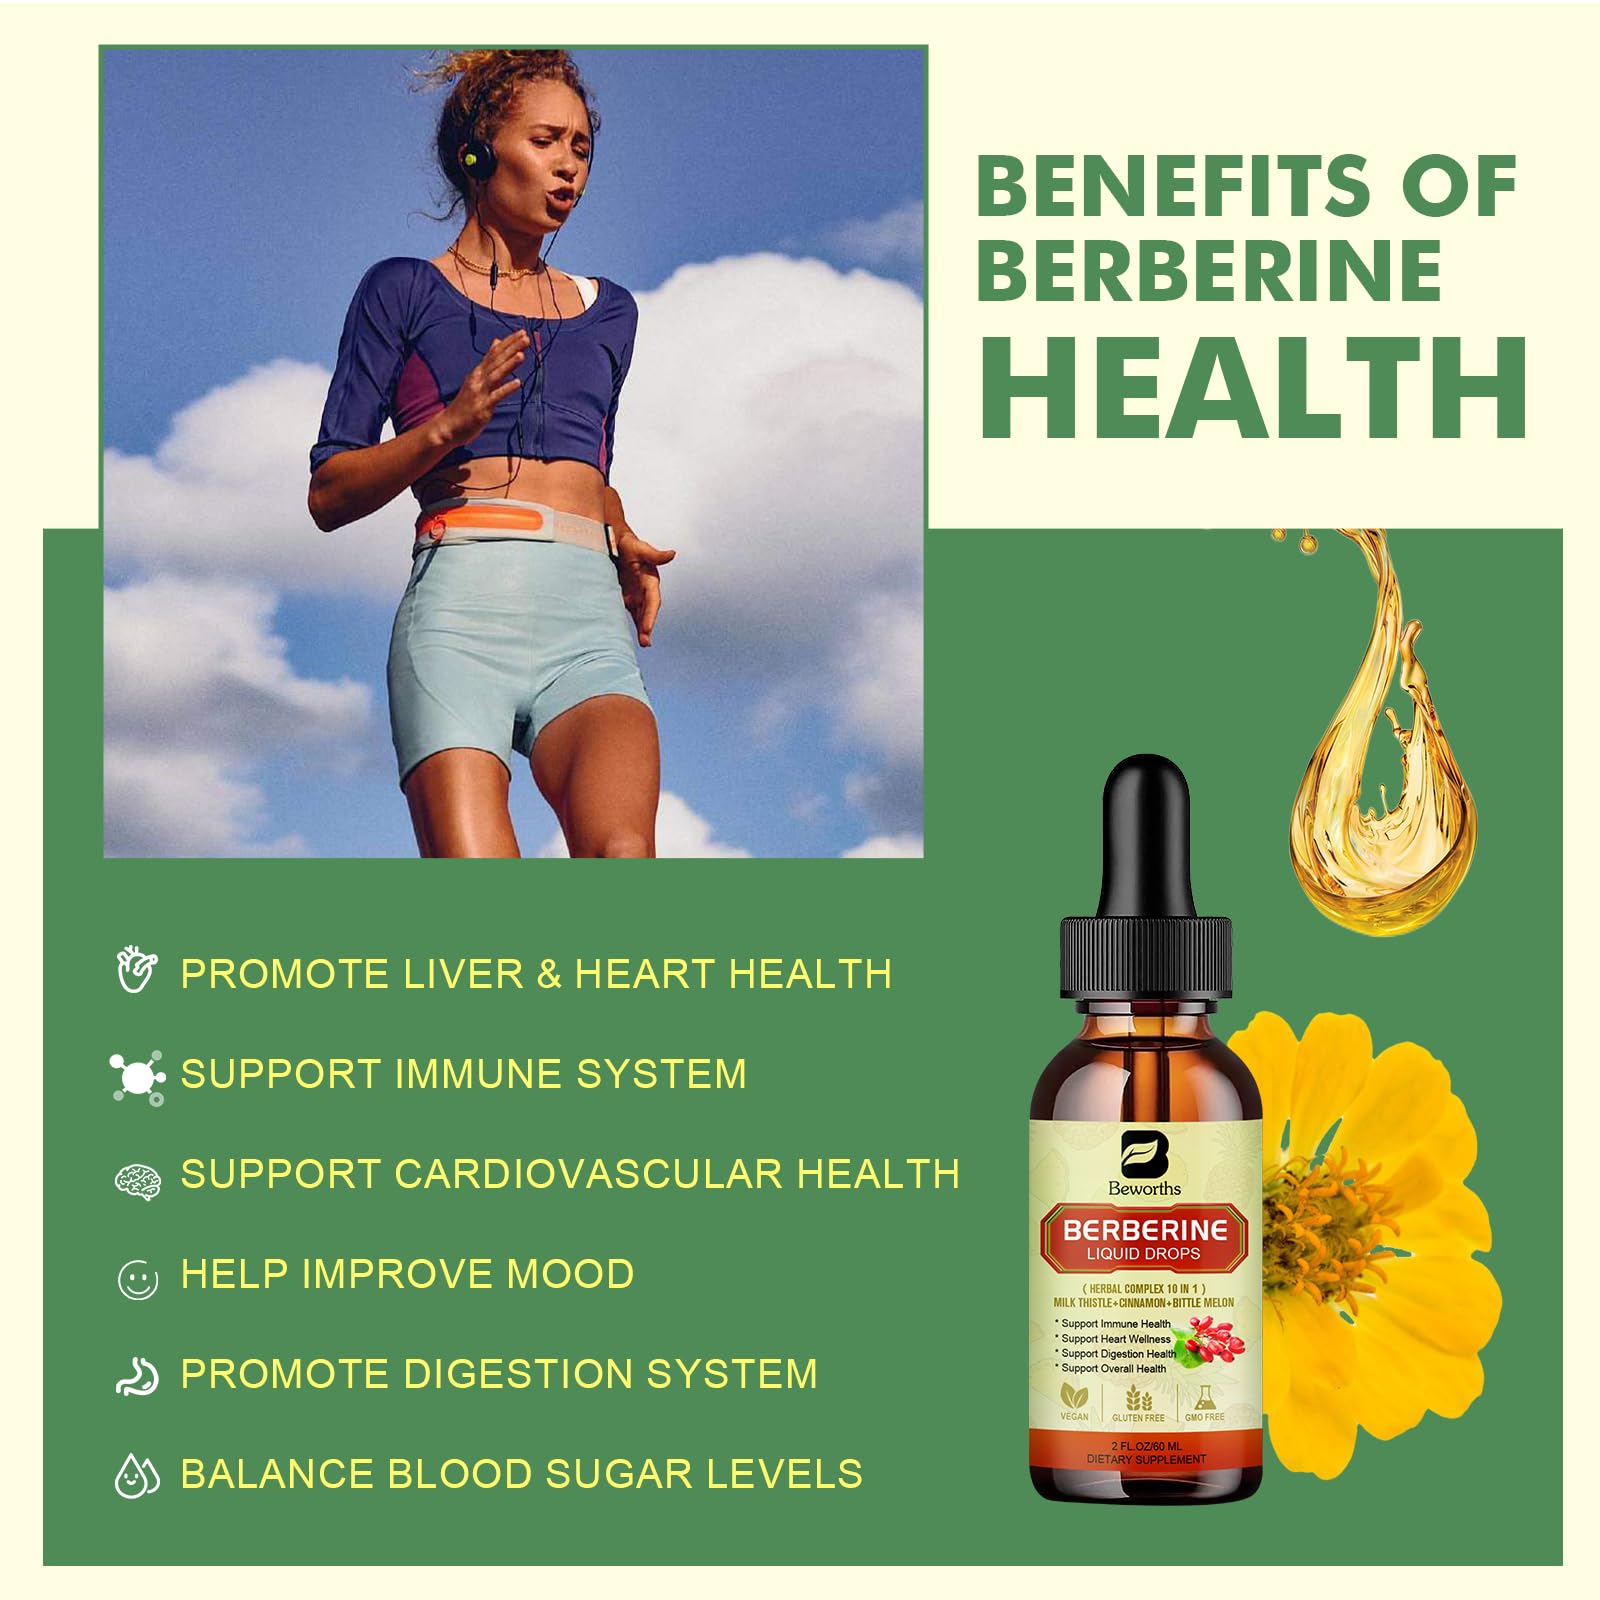 BENEFITS OF
BERBERINE
HEALTH
PROMOTE LIVER & HEART HEALTH
SUPPORT IMMUNE SYSTEM
SUPPORT CARDIOVASCULAR HEALTH
HELP IMPROVE MOOD
PROMOTE DIGESTION SYSTEM
BALANCE BLOOD SUGAR LEVELS
B
Beworths
BERBERINE
LIQUID DROPS
( HERBAL COMPLEX 10 IN 1 )
MILK THISTLE+CINNAMON+BITTLE MELON
* Support Immune Health
* Support Heart Wellness
* Support Digestion Health
* Support Overall Health
VEGAN GLUTEN FREE GMO FREE
2 FL.OZ/60 ML
DIETARY SUPPLEMENT